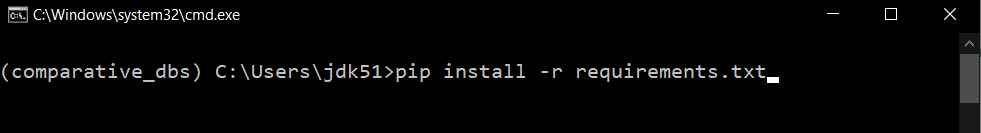 C:\Windows\system32\cmd.exe
(comparative_dbs) C:\Users\jdk51>pip install -r requirements.txt